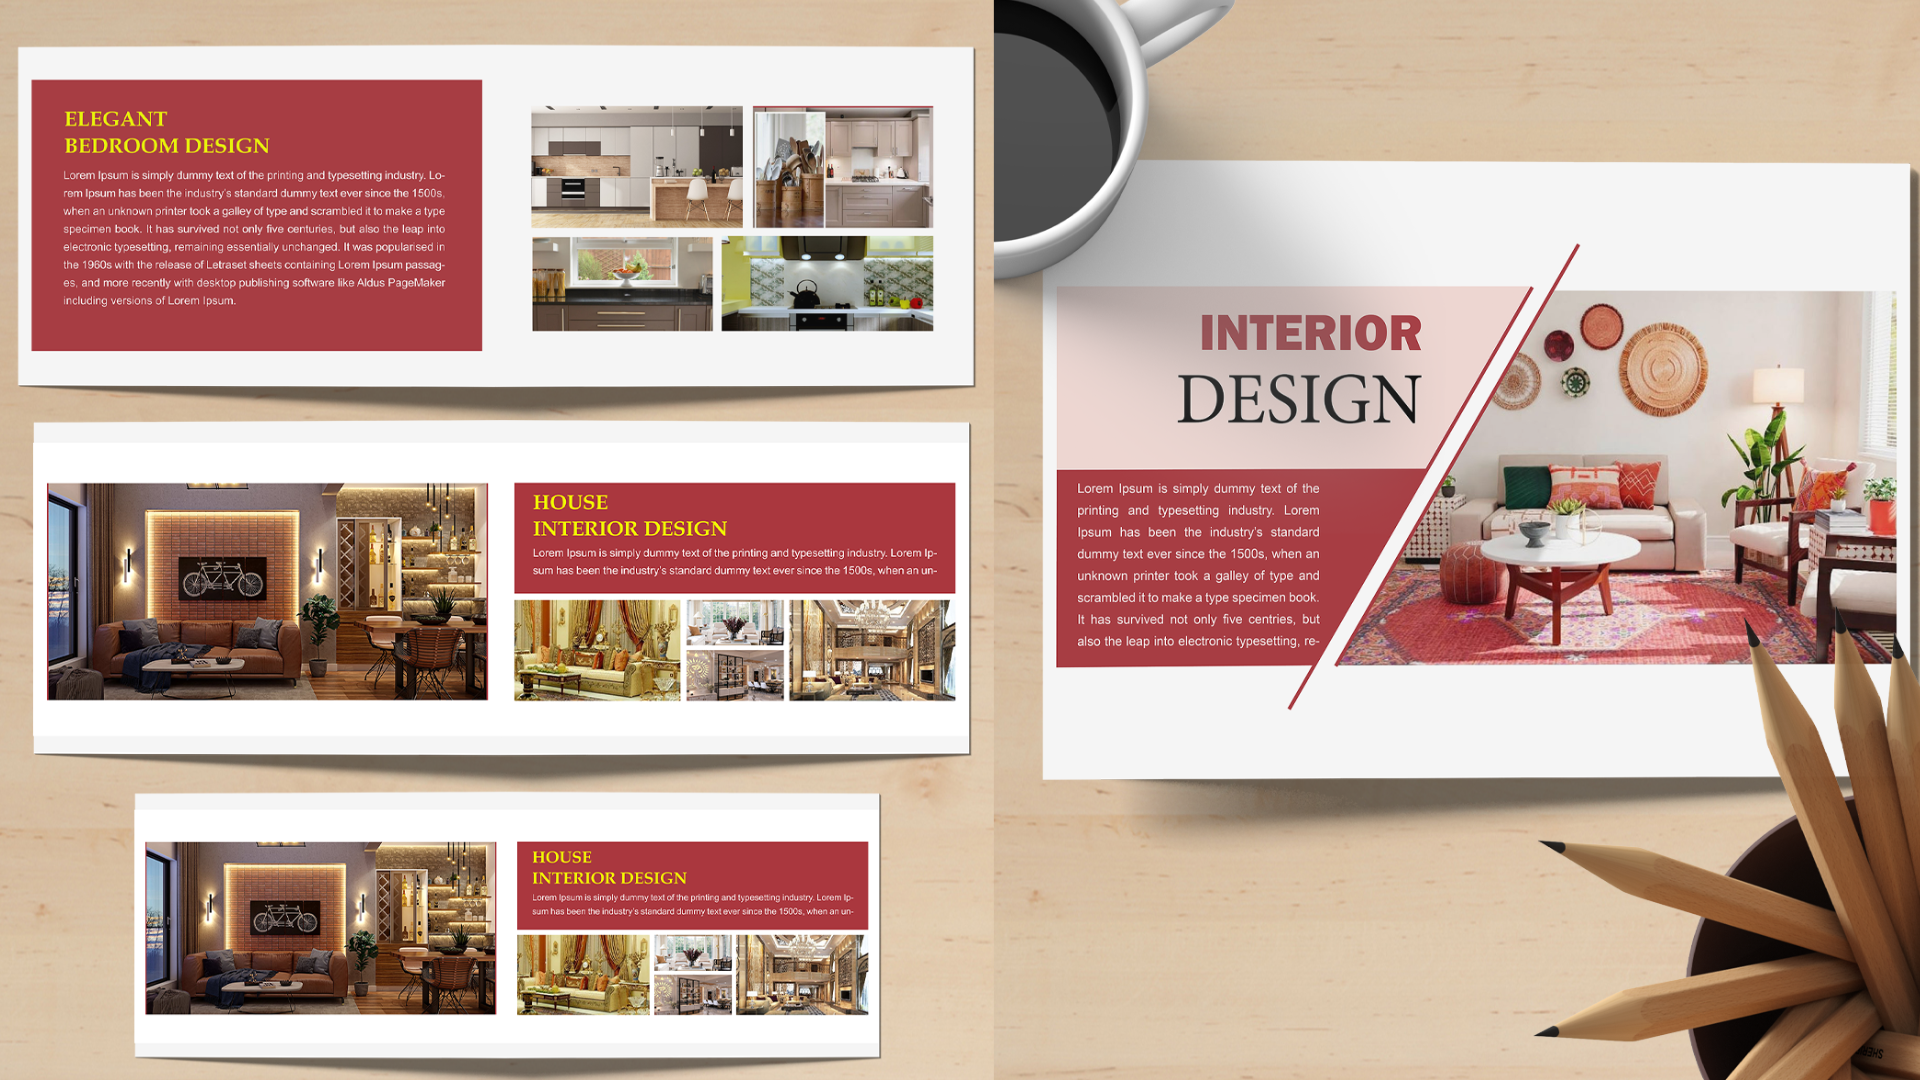 ELEGANT
BEDROOM DESIGN
Lorem Ipsum is simply dummy text of the printing and typesetting industry. Lo-
rem Ipsum has been the industry's standard dummy text ever since the 1500s,
when an unknown printer took a galley of type and scrambled it to make a type
specimen book. It has survived not only five centuries, but also the leap into
electronic typesetting, remaining essentially unchanged. It was popularised in
the 1960s with the release of Letraset sheets containing Lorem Ipsum passag-
es, and more recently with desktop publishing software like Aldus PageMaker
including versions of Lorem Ipsum.
HOUSE
INTERIOR DESIGN
Lorem Ipsum is simply dummy text of the printing and typesetting industry. Lorem Ip-
sum has been the industry's standard dummy text ever since the 1500s, when an un-
HOUSE
INTERIOR DESIGN
Lorem Ipsum is simply dummy text of the printing and typesetting industry. Lorem Ip-
sum has been the industry's standard dummy text ever since the 1500s, when an un-
INTERIOR
DESIGN
Lorem Ipsum is simply dummy text of the
printing and typesetting industry. Lorem
Ipsum has been the industry's standard
dummy text ever since the 1500s, when an
unknown printer took a galley of type and
scrambled it to make a type specimen book.
It has survived not only five centries, but
also the leap into electronic typesetting, re-